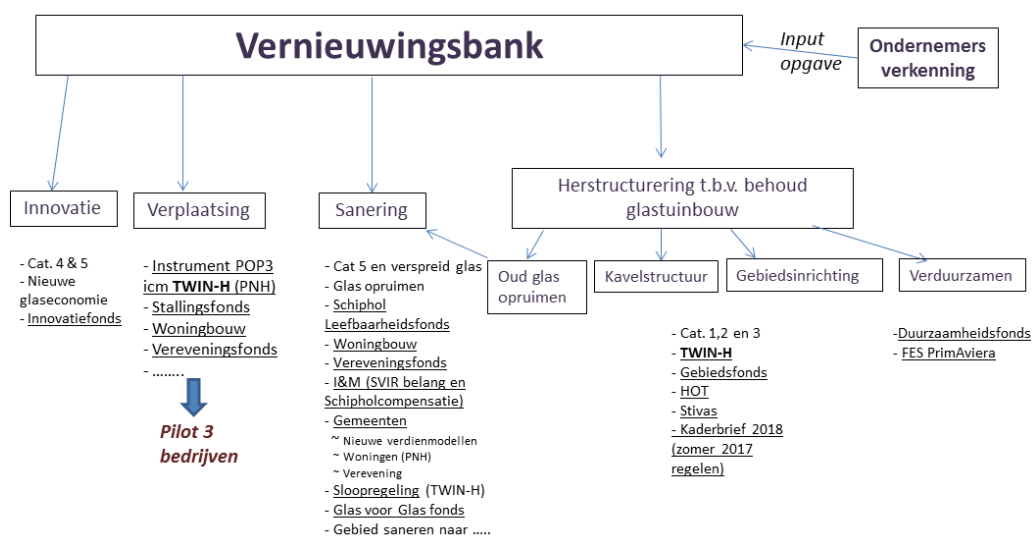 Vernieuwingsbank
Input
opgave
Ondernemers
verkenning
Innovatie
Verplaatsing
Sanering
Herstructurering t.b.v. behoud
glastuinbouw
Oud glas
opruimen
Kavelstructuur
Gebiedsinrichting
Verduurzamen
- Cat. 4 & 5
- Nieuwe
glaseconomie
- Innovatiefonds
- Instrument POP3
icm TWIN-H (PNH)
- Stallingsfonds
- Woningbouw
- Vereveningsfonds
- ……..
Pilot 3
bedrijven
- Cat 5 en verspreid glas
- Glas opruimen
- Schiphol
Leefbaarheidsfonds
- Woningbouw
- Vereveningsfonds
- I&M (SVIR belang en
Schipholcompensatie)
- Gemeenten
~ Nieuwe verdienmodellen
~ Woningen (PNH)
~ Verevening
- Sloopregeling (TWIN-H)
- Glas voor Glas fonds
- Gebied saneren naar …..
- Cat. 1,2 en 3
- TWIN-H
- Gebiedsfonds
- HOT
- Stivas
- Kaderbrief 2018
(zomer 2017
regelen)
-Duurzaamheidsfonds
- FES PrimAviera